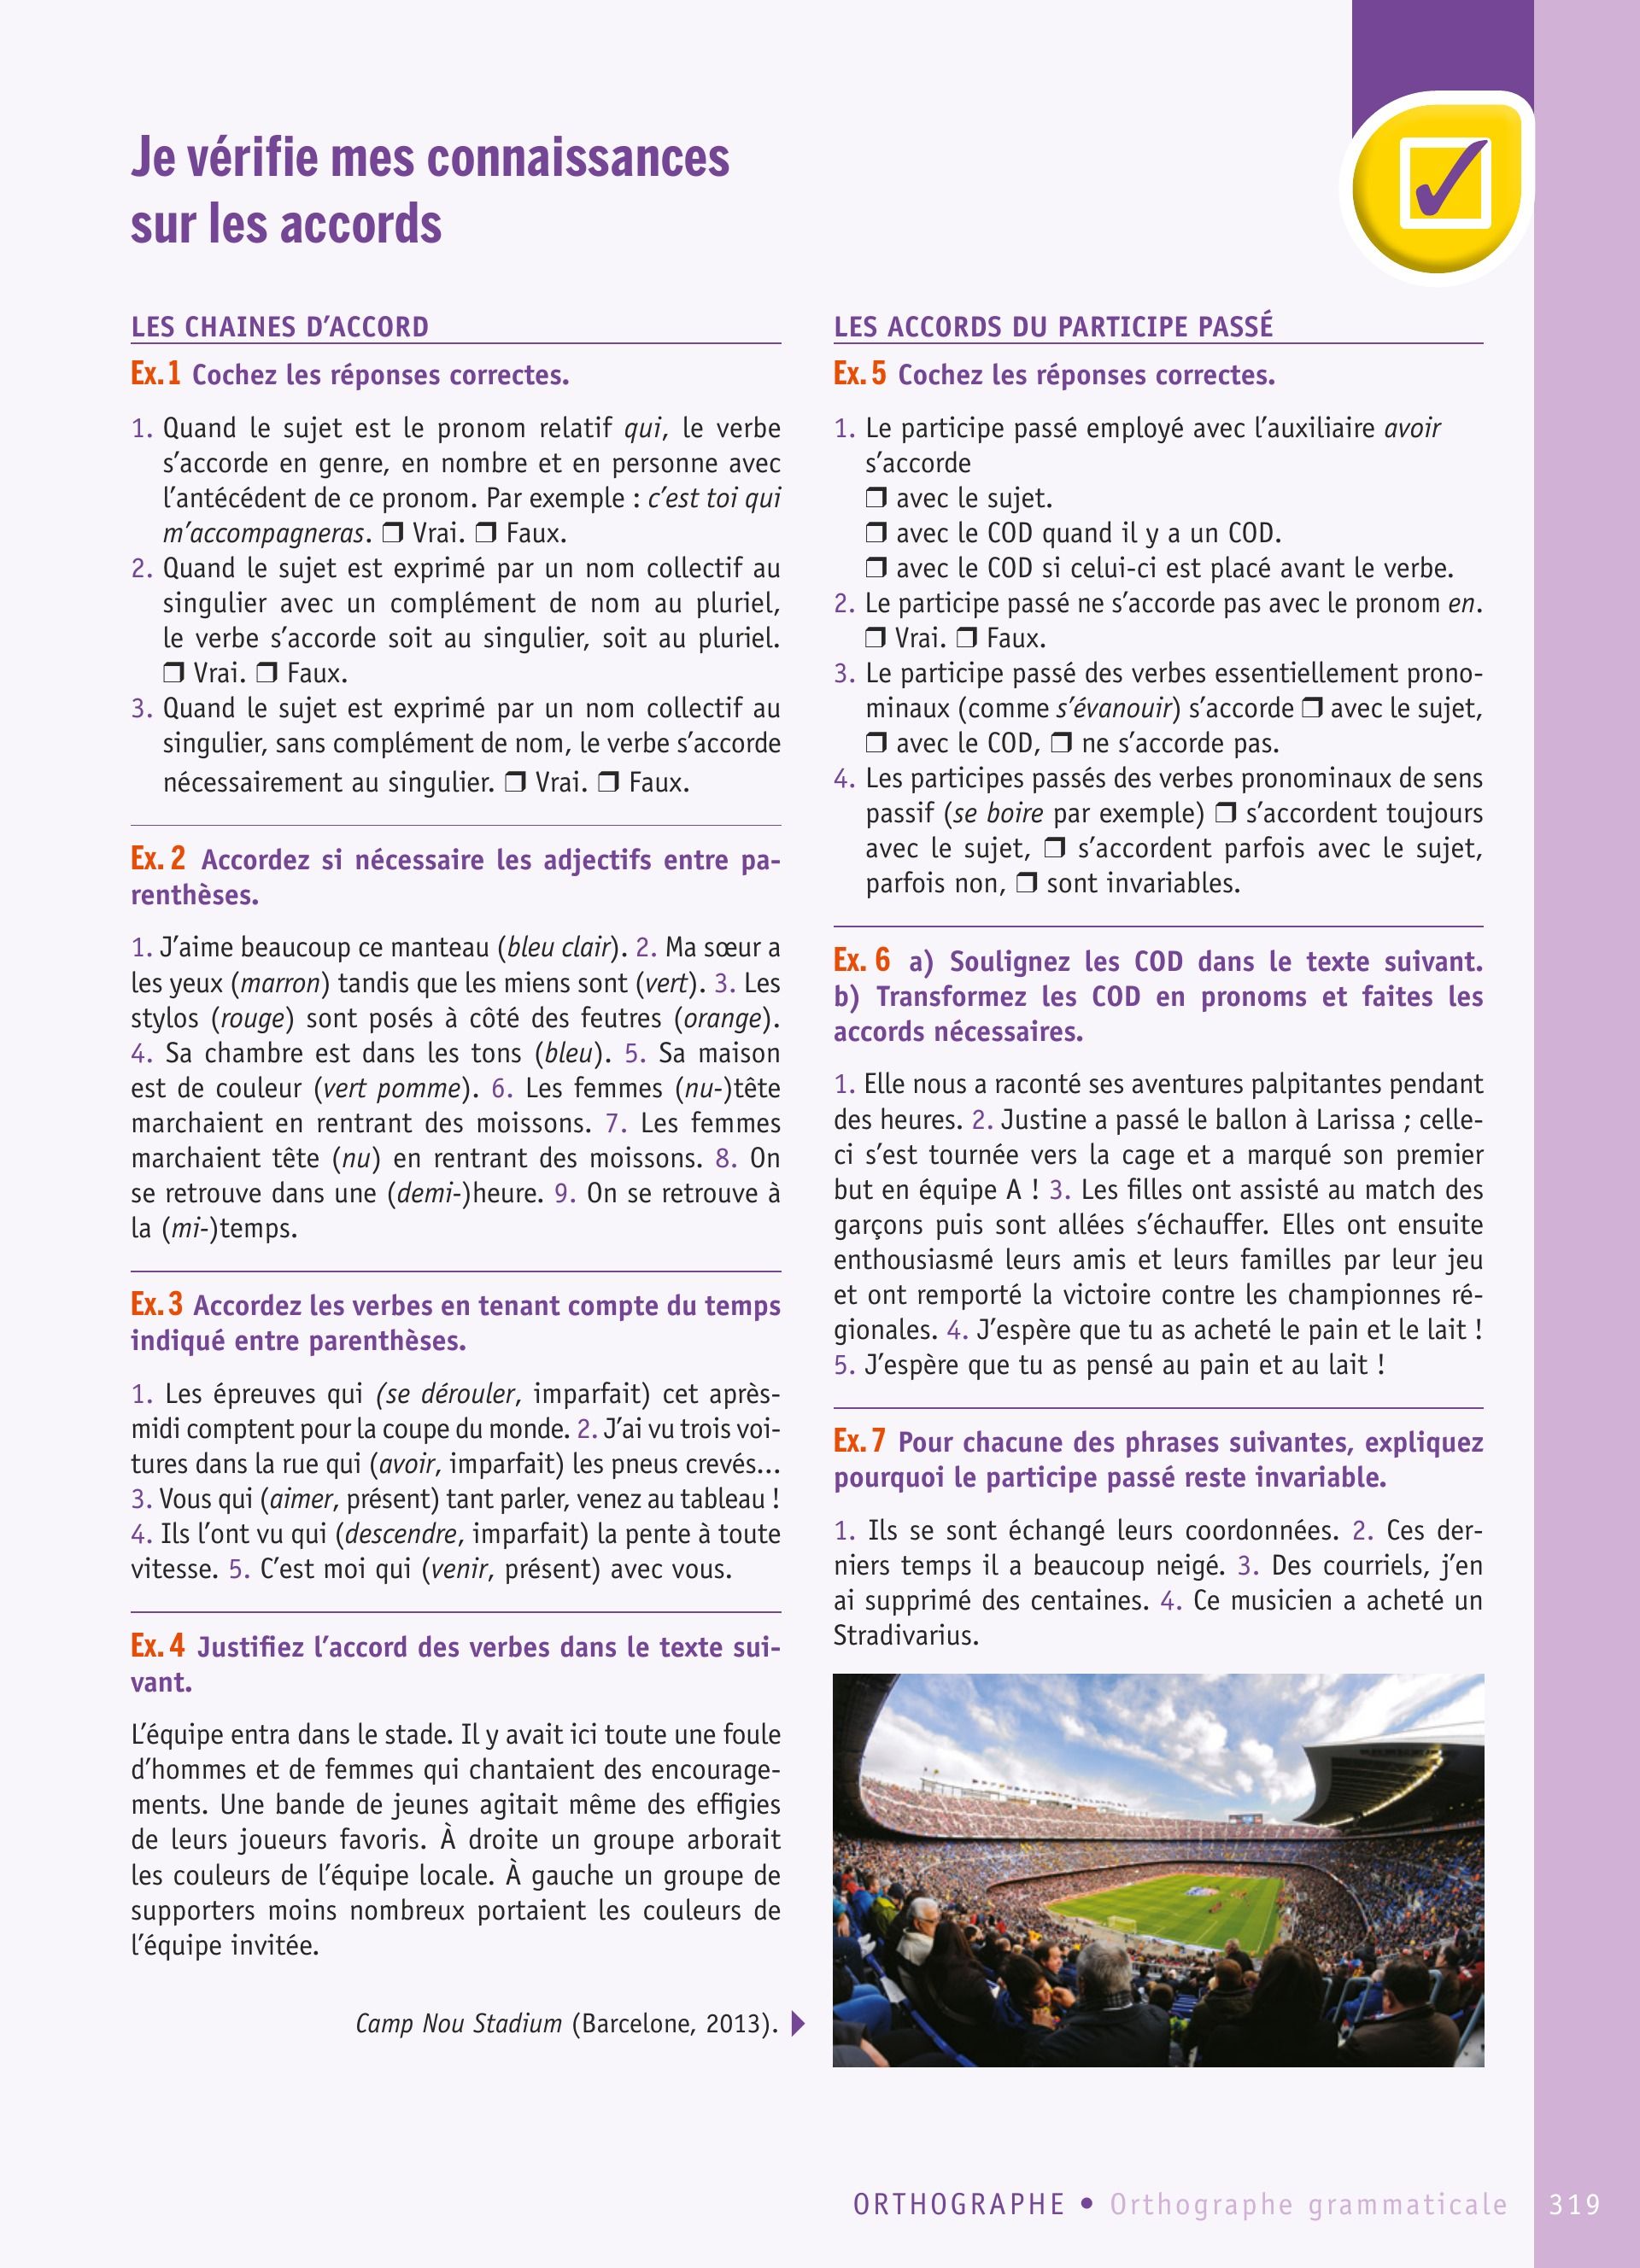 Je vérifie mes connaissances
sur les accords
LES CHAINES D’ACCORD
Ex. 1 Cochez les réponses correctes.
1. Quand le sujet est le pronom relatif qui, le verbe
s’accorde en genre, en nombre et en personne avec
l’antécédent de ce pronom. Par exemple : c’est toi qui
m’accompagneras. ❒ Vrai. ❒ Faux.
2. Quand le sujet est exprimé par un nom collectif au
singulier avec un complément de nom au pluriel,
le verbe s’accorde soit au singulier, soit au pluriel.
❒ Vrai. ❒ Faux.
3. Quand le sujet est exprimé par un nom collectif au
singulier, sans complément de nom, le verbe s’accorde
nécessairement au singulier. ❒ Vrai. ❒ Faux.
Ex. 2 Accordez si nécessaire les adjectifs entre pa-
renthèses.
1. J’aime beaucoup ce manteau (bleu clair). 2. Ma sœur a
les yeux (marron) tandis que les miens sont (vert). 3. Les
stylos (rouge) sont posés à côté des feutres (orange).
4. Sa chambre est dans les tons (bleu). 5. Sa maison
est de couleur (vert pomme). 6. Les femmes (nu-)tête
marchaient en rentrant des moissons. 7. Les femmes
marchaient tête (nu) en rentrant des moissons. 8. On
se retrouve dans une (demi-)heure. 9. On se retrouve à
la (mi-)temps.
Ex. 3 Accordez les verbes en tenant compte du temps
indiqué entre parenthèses.
1. Les épreuves qui (se dérouler, imparfait) cet après-
midi comptent pour la coupe du monde. 2. J’ai vu trois voi-
tures dans la rue qui (avoir, imparfait) les pneus crevés...
3. Vous qui (aimer, présent) tant parler, venez au tableau !
4. Ils l’ont vu qui (descendre, imparfait) la pente à toute
vitesse. 5. C’est moi qui (venir, présent) avec vous.
Ex. 4 Justifiez l’accord des verbes dans le texte sui-
vant.
L’équipe entra dans le stade. Il y avait ici toute une foule
d’hommes et de femmes qui chantaient des encourage-
ments. Une bande de jeunes agitait même des effigies
de leurs joueurs favoris. À droite un groupe arborait
les couleurs de l’équipe locale. À gauche un groupe de
supporters moins nombreux portaient les couleurs de
l’équipe invitée.
Camp Nou Stadium (Barcelone, 2013).
LES ACCORDS DU PARTICIPE PASSÉ
Ex. 5 Cochez les réponses correctes.
1. Le participe passé employé avec l’auxiliaire avoir
s’accorde
❒ avec le sujet.
❒ avec le COD quand il y a un COD.
❒ avec le COD si celui-ci est placé avant le verbe.
2. Le participe passé ne s’accorde pas avec le pronom en.
❒ Vrai. ❒ Faux.
3. Le participe passé des verbes essentiellement prono-
minaux (comme s’évanouir) s’accorde ❒ avec le sujet,
❒ avec le COD, ❒ ne s’accorde pas.
4. Les participes passés des verbes pronominaux de sens
passif (se boire par exemple) ❒ s’accordent toujours
avec le sujet, ❒ s’accordent parfois avec le sujet,
parfois non, ❒ sont invariables.
Ex. 6 a) Soulignez les COD dans le texte suivant.
b) Transformez les COD en pronoms et faites les
accords nécessaires.
1. Elle nous a raconté ses aventures palpitantes pendant
des heures. 2. Justine a passé le ballon à Larissa ; celle-
ci s’est tournée vers la cage et a marqué son premier
but en équipe A ! 3. Les filles ont assisté au match des
garçons puis sont allées s’échauffer. Elles ont ensuite
enthousiasmé leurs amis et leurs familles par leur jeu
et ont remporté la victoire contre les championnes ré-
gionales. 4. J’espère que tu as acheté le pain et le lait !
5. J’espère que tu as pensé au pain et au lait !
Ex. 7 Pour chacune des phrases suivantes, expliquez
pourquoi le participe passé reste invariable.
1. Ils se sont échangé leurs coordonnées. 2. Ces der-
niers temps il a beaucoup neigé. 3. Des courriels, j’en
ai supprimé des centaines. 4. Ce musicien a acheté un
Stradivarius.
ORTHOGRAPHE • Orthographe grammaticale 319